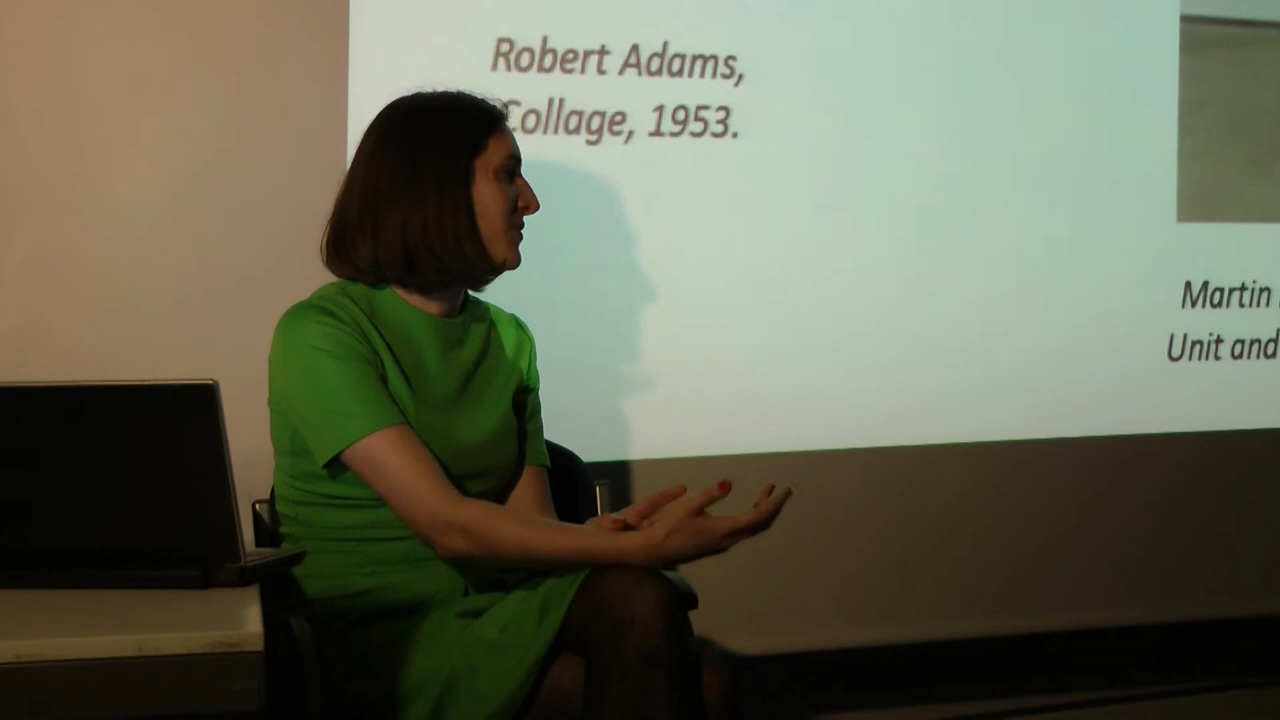 Robert Adams,
Collage, 1953.
Martin
Unit and